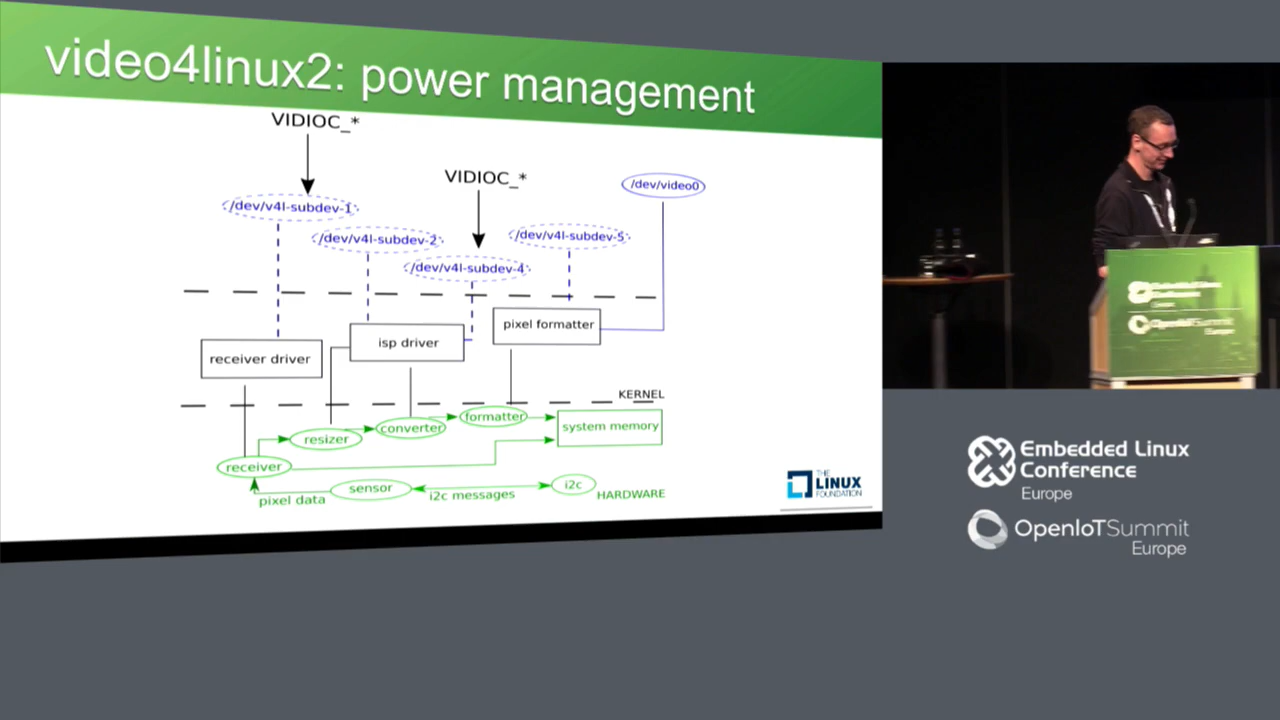 video4linux2: power management
VIDIOC_*
VIDIOC_*
/dev/video0
/dev/v4l-subdev-1
/dev/v4l-subdev-2
/dev/v4l-subdev-5
/dev/v4l-subdev-4
pixel formatter
isp driver
receiver driver
KERNEL
formatter
converter
system memory
resizer
receiver
sensor
i2c
pixel data
i2c messages
HARDWARE
THE
LINUX
FOUNDATION
OpenIoTSummit
Europe
Embedded Linux
Conference
Europe
OpenIoTSummit
Europe